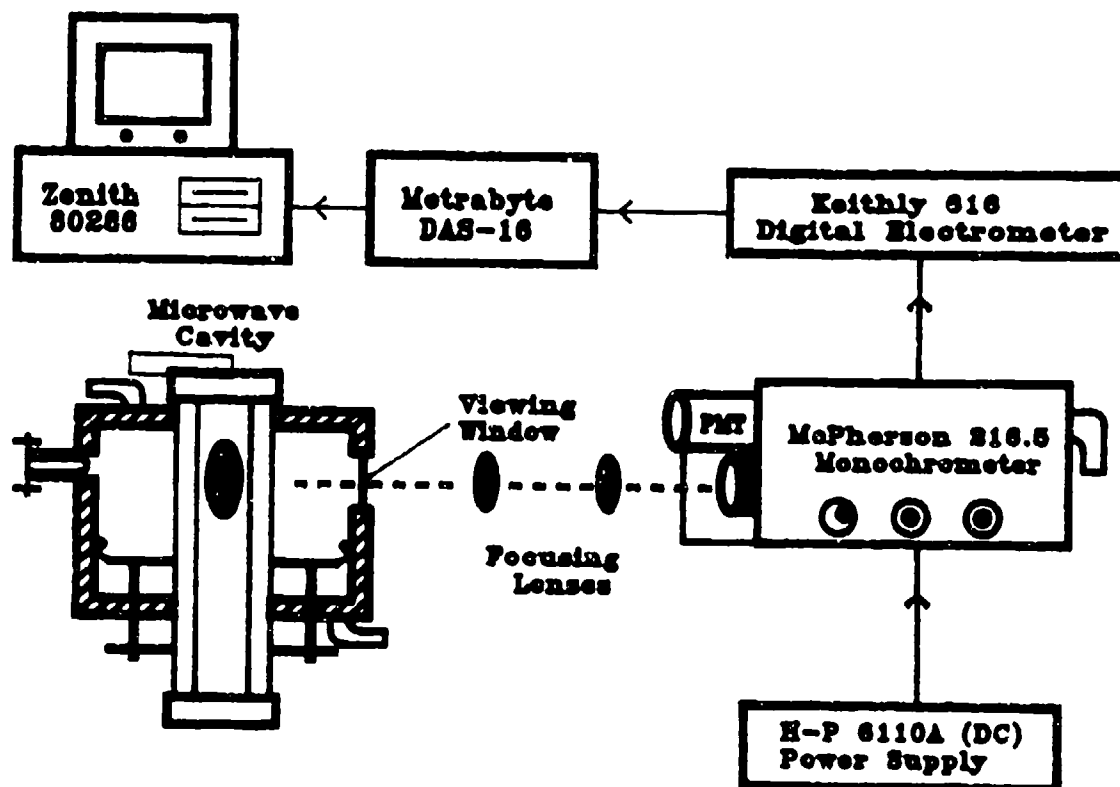 Zenith
80286
Metrabyte
DAS-16
Keithly 616
Digital Electrometer
Microwave
Cavity
Viewing
Window
PMT
McPherson 216.5
Monochrometer
Focusing
Lenses
H-P 6110A (DC)
Power Supply